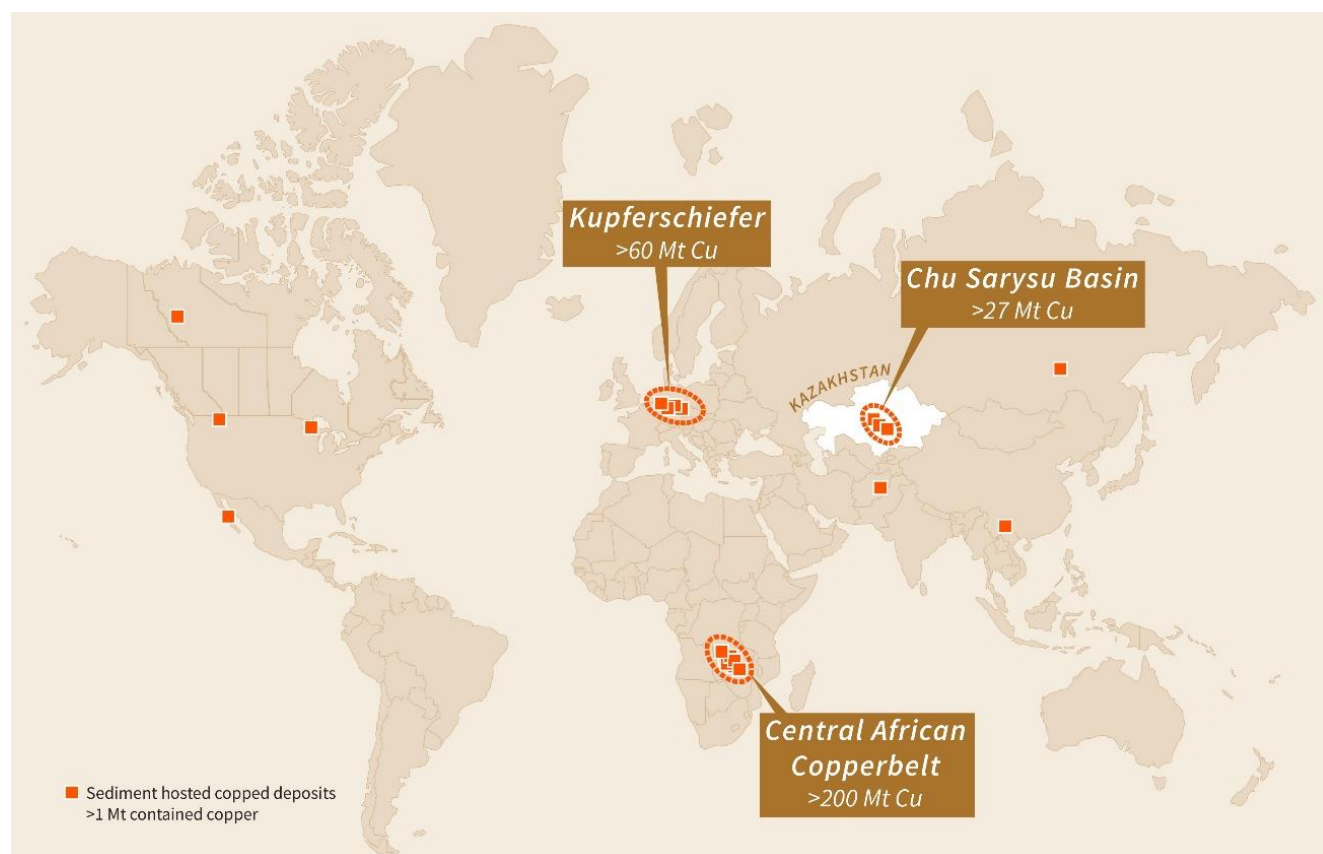 Kupferschiefer
>60 Mt Cu
Chu Sarysu Basin
>27 Mt Cu
KAZAKHSTAN
Central African
Copperbelt
>200 Mt Cu
Sediment hosted copped deposits
>1 Mt contained copper